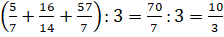 (5/7 + 16/14 + 57/7) : 3 = 70/7 : 3 = 10/3